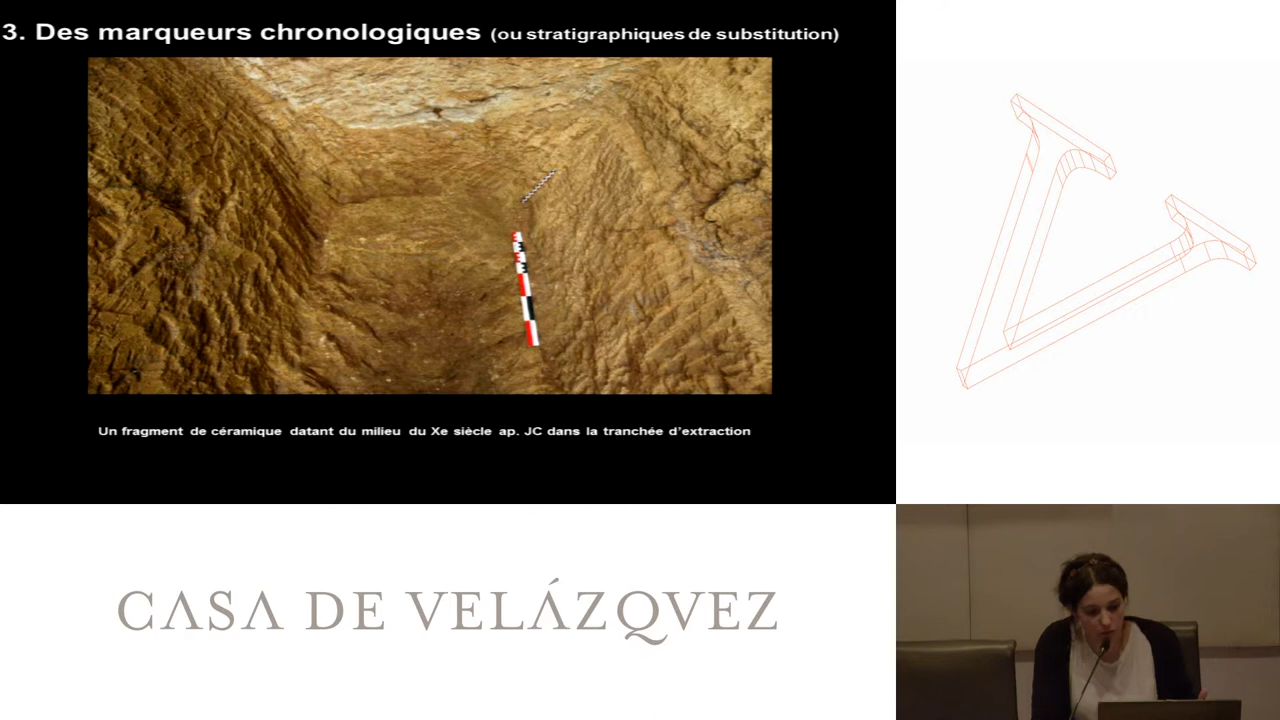 3. Des marqueurs chronologiques (ou stratigraphiques de substitution)
Un fragment de céramique datant du milieu du Xe siècle ap. JC dans la tranchée d'extraction
CASA DE VELÁZQVEZ